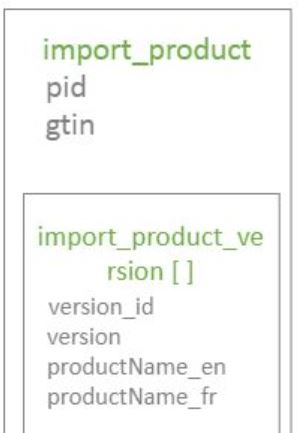 import_product
pid
gtin
import_product_ve
rsion [ ]
version_id
version
productName_en
productName_fr